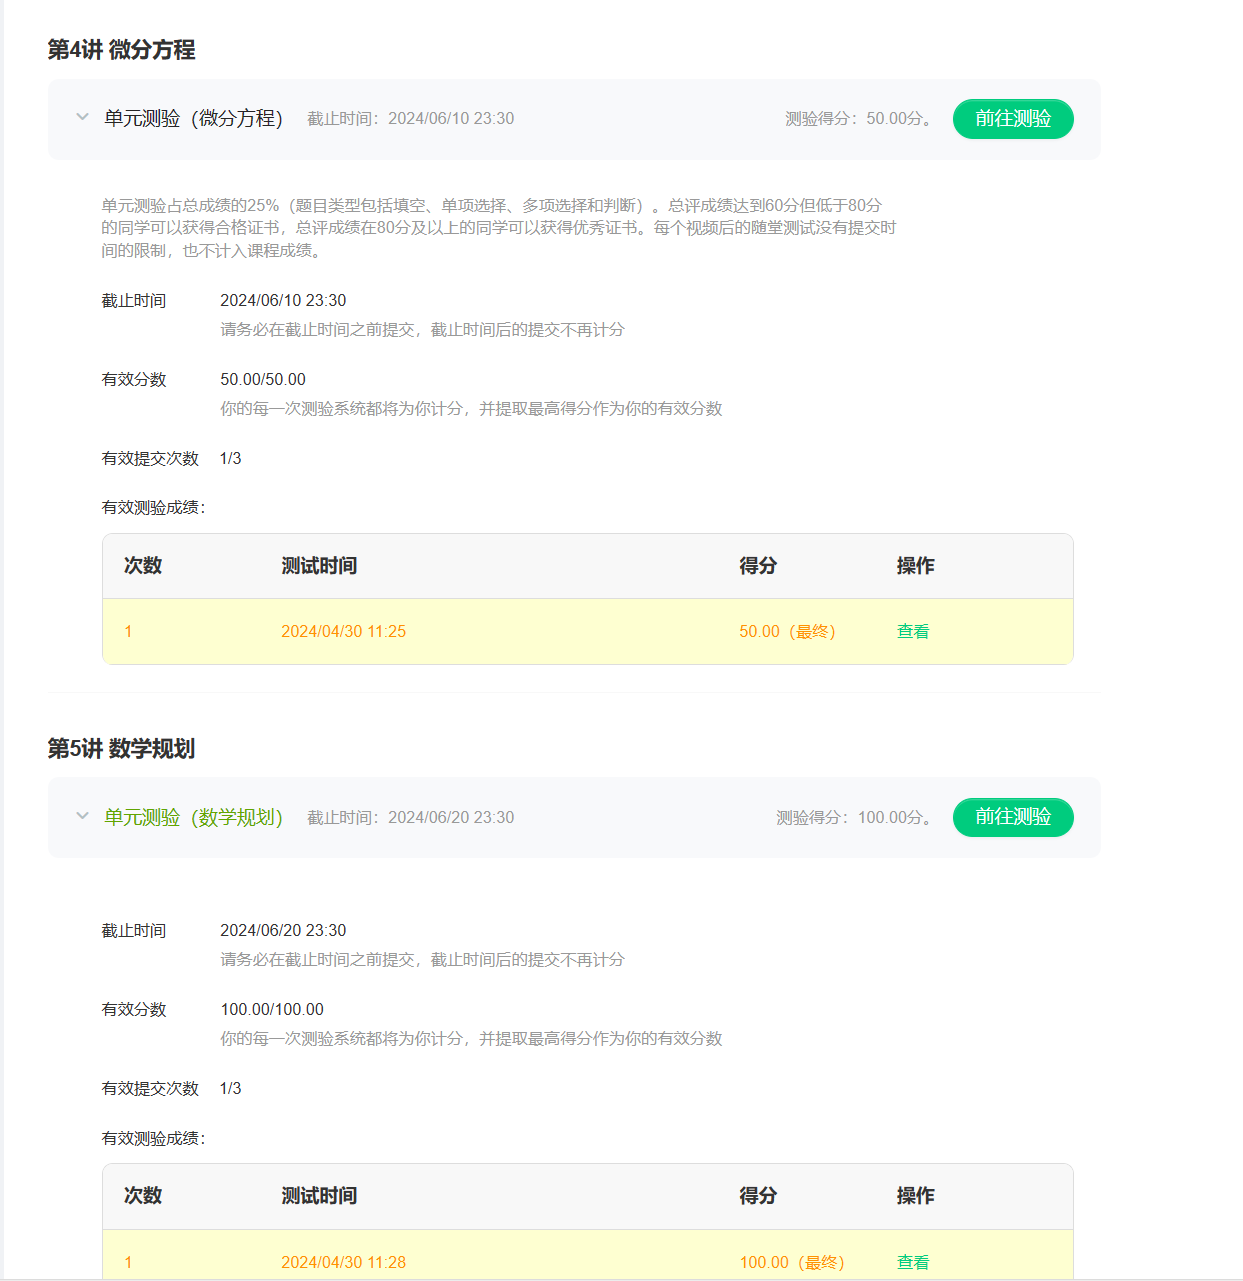 第4讲 微分方程
单元测验（微分方程） 截止时间：2024/06/10 23:30 测验得分：50.00分。 前往测验
单元测验占总成绩的25%（题目类型包括填空、单项选择、多项选择和判断）。总评成绩达到60分但低于80分
的同学可以获得合格证书，总评成绩在80分及以上的同学可以获得优秀证书。每个视频后的随堂测试没有提交时
间的限制，也不计入课程成绩。
截止时间 2024/06/10 23:30
请务必在截止时间之前提交，截止时间后的提交不再计分
有效分数 50.00/50.00
你的每一次测验系统都将为你计分，并提取最高得分作为你的有效分数
有效提交次数 1/3
有效测验成绩：
次数 测试时间 得分 操作
1 2024/04/30 11:25 50.00（最终） 查看
第5讲 数学规划
单元测验（数学规划） 截止时间：2024/06/20 23:30 测验得分：100.00分。 前往测验
截止时间 2024/06/20 23:30
请务必在截止时间之前提交，截止时间后的提交不再计分
有效分数 100.00/100.00
你的每一次测验系统都将为你计分，并提取最高得分作为你的有效分数
有效提交次数 1/3
有效测验成绩：
次数 测试时间 得分 操作
1 2024/04/30 11:28 100.00（最终） 查看